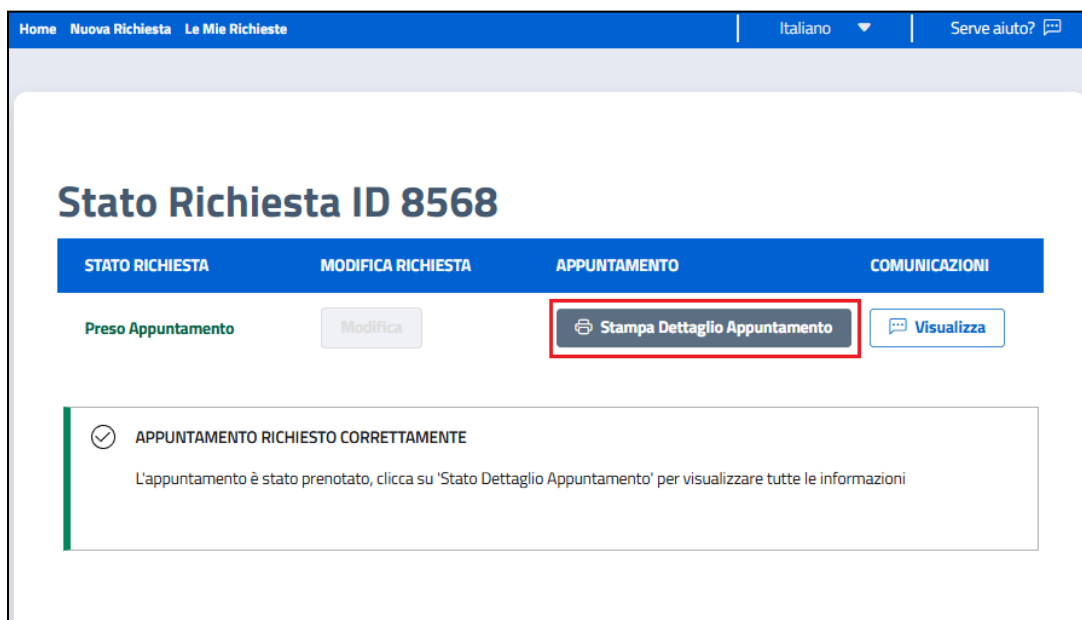 Home Nuova Richiesta Le Mie Richieste Italiano Serve aiuto?
Stato Richiesta ID 8568
STATO RICHIESTA MODIFICA RICHIESTA APPUNTAMENTO COMUNICAZIONI
Preso Appuntamento Modifica Stampa Dettaglio Appuntamento Visualizza
APPUNTAMENTO RICHIESTO CORRETTAMENTE
L'appuntamento è stato prenotato, clicca su 'Stato Dettaglio Appuntamento' per visualizzare tutte le informazioni